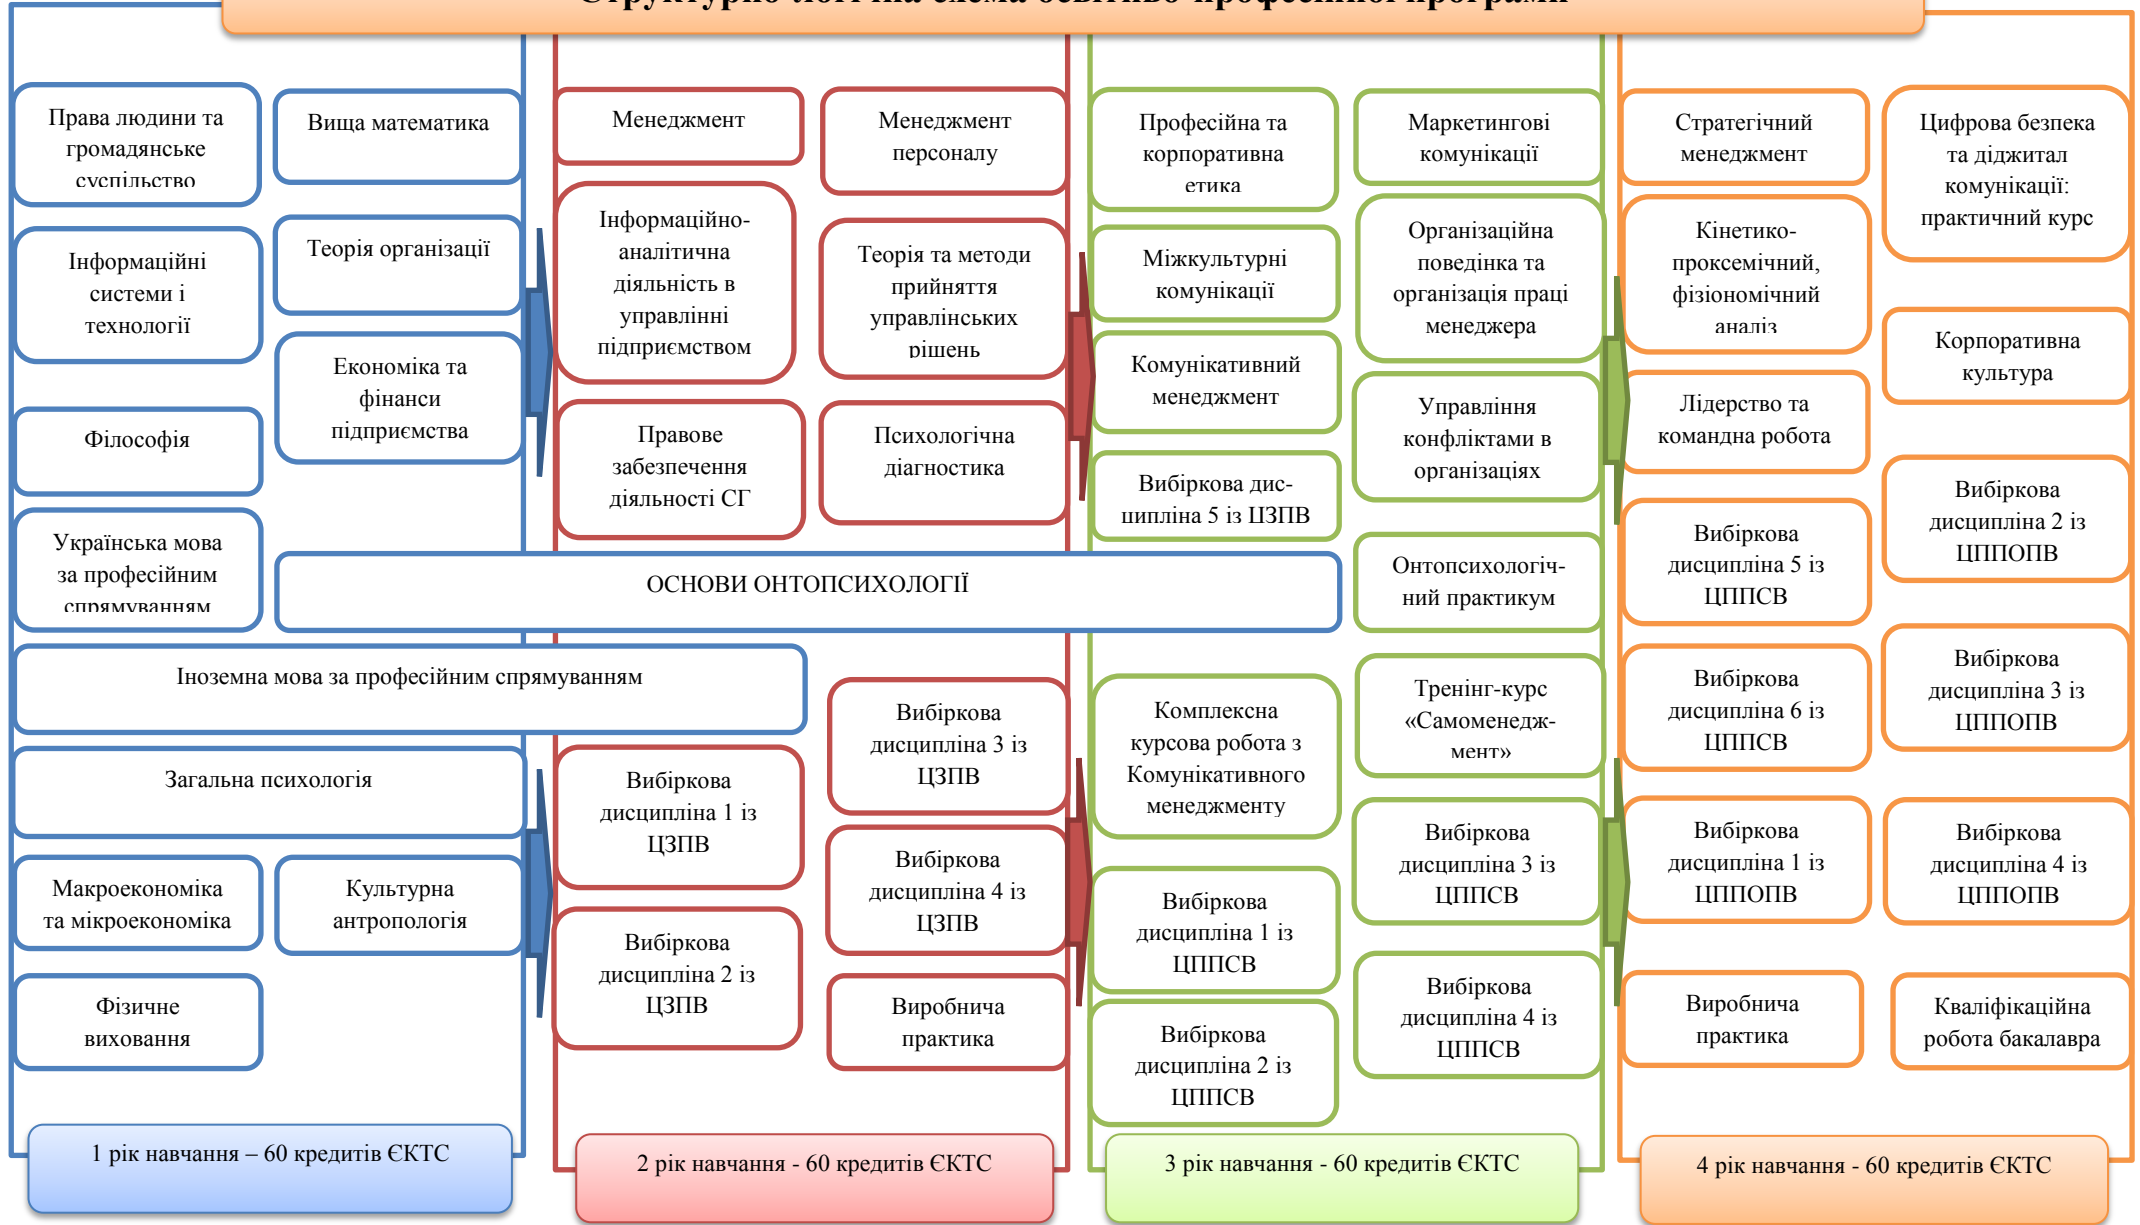 Структурно-логічна схема освітньо-професійної програми
Права людини та
громадянське
суспільство
Вища математика
Інформаційні
системи і
технології
Теорія організації
Економіка та
фінанси
підприємства
Філософія
Українська мова
за професійним
спрямуванням
ОСНОВИ ОНТОПСИХОЛОГІЇ
Іноземна мова за професійним спрямуванням
Загальна психологія
Макроекономіка
та мікроекономіка
Культурна
антропологія
Фізичне
виховання
1 рік навчання – 60 кредитів ЄКТС
Менеджмент
Менеджмент
персоналу
Інформаційно-
аналітична
діяльність в
управлінні
підприємством
Теорія та методи
прийняття
управлінських
рішень
Правове
забезпечення
діяльності СГ
Психологічна
діагностика
Вибіркова
дисципліна 3 із
ЦЗПВ
Вибіркова
дисципліна 1 із
ЦЗПВ
Вибіркова
дисципліна 4 із
ЦЗПВ
Вибіркова
дисципліна 2 із
ЦЗПВ
Виробнича
практика
2 рік навчання - 60 кредитів ЄКТС
Професійна та
корпоративна
етика
Маркетингові
комунікації
Міжкультурні
комунікації
Організаційна
поведінка та
організація праці
менеджера
Комунікативний
менеджмент
Управління
конфліктами в
організаціях
Вибіркова дис-
ципліна 5 із ЦЗПВ
Онтопсихологіч-
ний практикум
Комплексна
курсова робота з
Комунікативного
менеджменту
Тренінг-курс
«Самоменедж-
мент»
Вибіркова
дисципліна 3 із
ЦППСВ
Вибіркова
дисципліна 1 із
ЦППСВ
Вибіркова
дисципліна 4 із
ЦППСВ
Вибіркова
дисципліна 2 із
ЦППСВ
3 рік навчання - 60 кредитів ЄКТС
Стратегічний
менеджмент
Цифрова безпека
та діджитал
комунікації:
практичний курс
Кінетико-
проксемічний,
фізіономічний
аналіз
Корпоративна
культура
Лідерство та
командна робота
Вибіркова
дисципліна 2 із
ЦППОПВ
Вибіркова
дисципліна 5 із
ЦППСВ
Вибіркова
дисципліна 3 із
ЦППОПВ
Вибіркова
дисципліна 6 із
ЦППСВ
Вибіркова
дисципліна 1 із
ЦППОПВ
Вибіркова
дисципліна 4 із
ЦППОПВ
Виробнича
практика
Кваліфікаційна
робота бакалавра
4 рік навчання - 60 кредитів ЄКТС